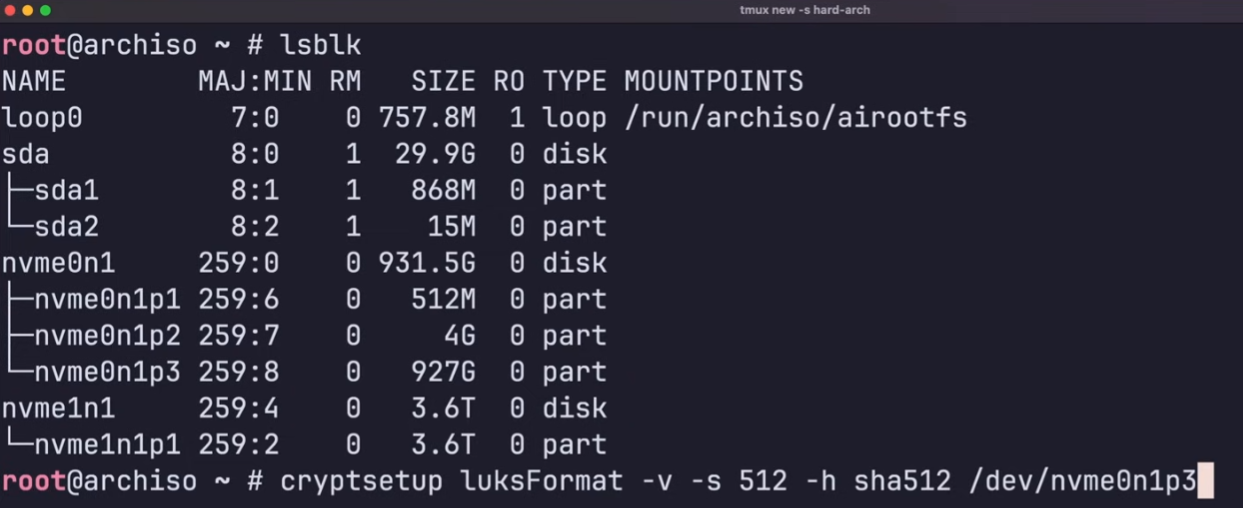 tmux new -s hard-arch
root@archiso ~ # lsblk
NAME        MAJ:MIN RM   SIZE RO TYPE MOUNTPOINTS
loop0         7:0    0 757.8M  1 loop /run/archiso/airootfs
sda           8:0    1  29.9G  0 disk
├─sda1        8:1    1   868M  0 part
└─sda2        8:2    1    15M  0 part
nvme0n1     259:0    0 931.5G  0 disk
├─nvme0n1p1 259:6    0   512M  0 part
├─nvme0n1p2 259:7    0     4G  0 part
└─nvme0n1p3 259:8    0   927G  0 part
nvme1n1     259:4    0   3.6T  0 disk
└─nvme1n1p1 259:2    0   3.6T  0 part
root@archiso ~ # cryptsetup luksFormat -v -s 512 -h sha512 /dev/nvme0n1p3